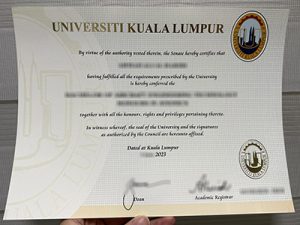 UNIVERSITI KUALA LUMPUR
By virtue of the authority vested therein, the Senate hereby certifies that
having fulfilled all the requirements prescribed by the University
is hereby conferred the
together with all the honours, rights and privileges pertaining thereto.
In witness whereof, the seal of the University and the signatures
as authorized by the Council are hereunto affixed.
Dated at Kuala Lumpur
2023
Dean
Academic Registrar